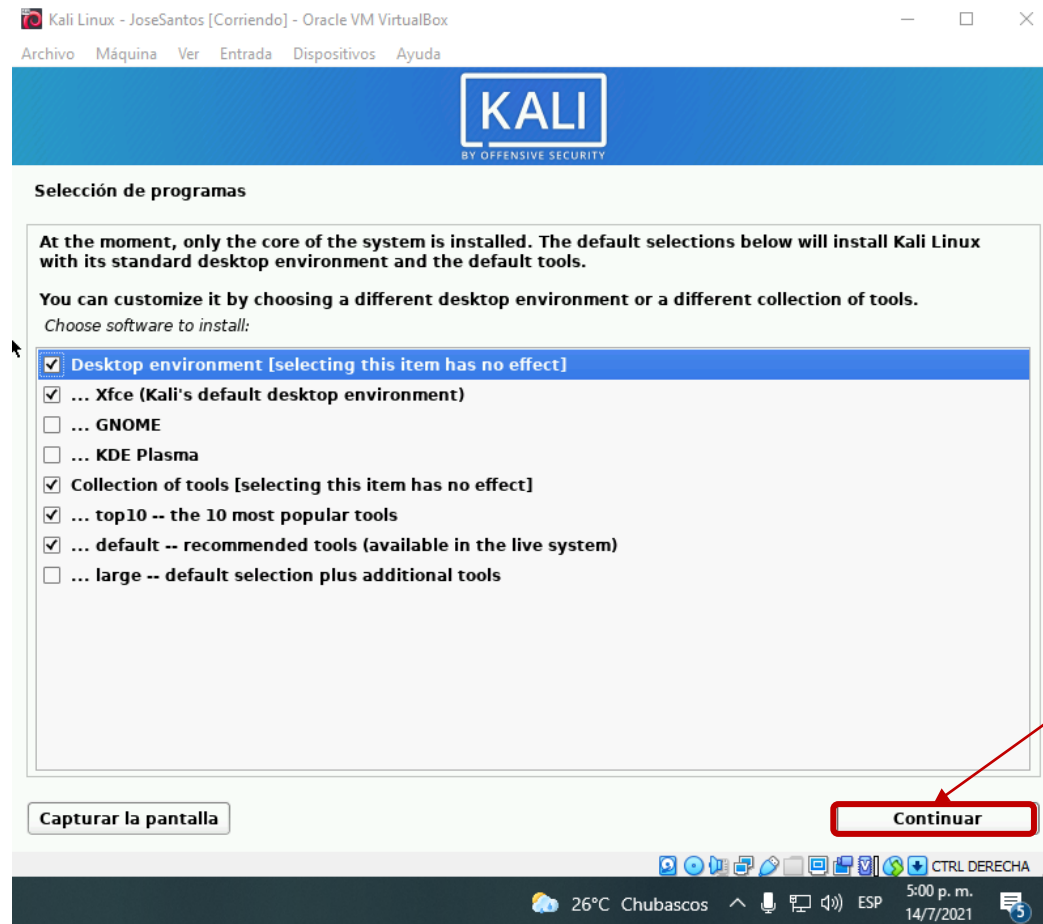 Kali Linux - JoseSantos [Corriendo] - Oracle VM VirtualBox
Archivo Máquina Ver Entrada Dispositivos Ayuda
KALI
BY OFFENSIVE SECURITY
Selección de programas
At the moment, only the core of the system is installed. The default selections below will install Kali Linux
with its standard desktop environment and the default tools.
You can customize it by choosing a different desktop environment or a different collection of tools.
Choose software to install:
Desktop environment [selecting this item has no effect]
... Xfce (Kali's default desktop environment)
... GNOME
... KDE Plasma
Collection of tools [selecting this item has no effect]
... top10 -- the 10 most popular tools
... default -- recommended tools (available in the live system)
... large -- default selection plus additional tools
Capturar la pantalla
Continuar
CTRL DERECHA
26°C Chubascos
ESP
5:00 p. m.
14/7/2021
5